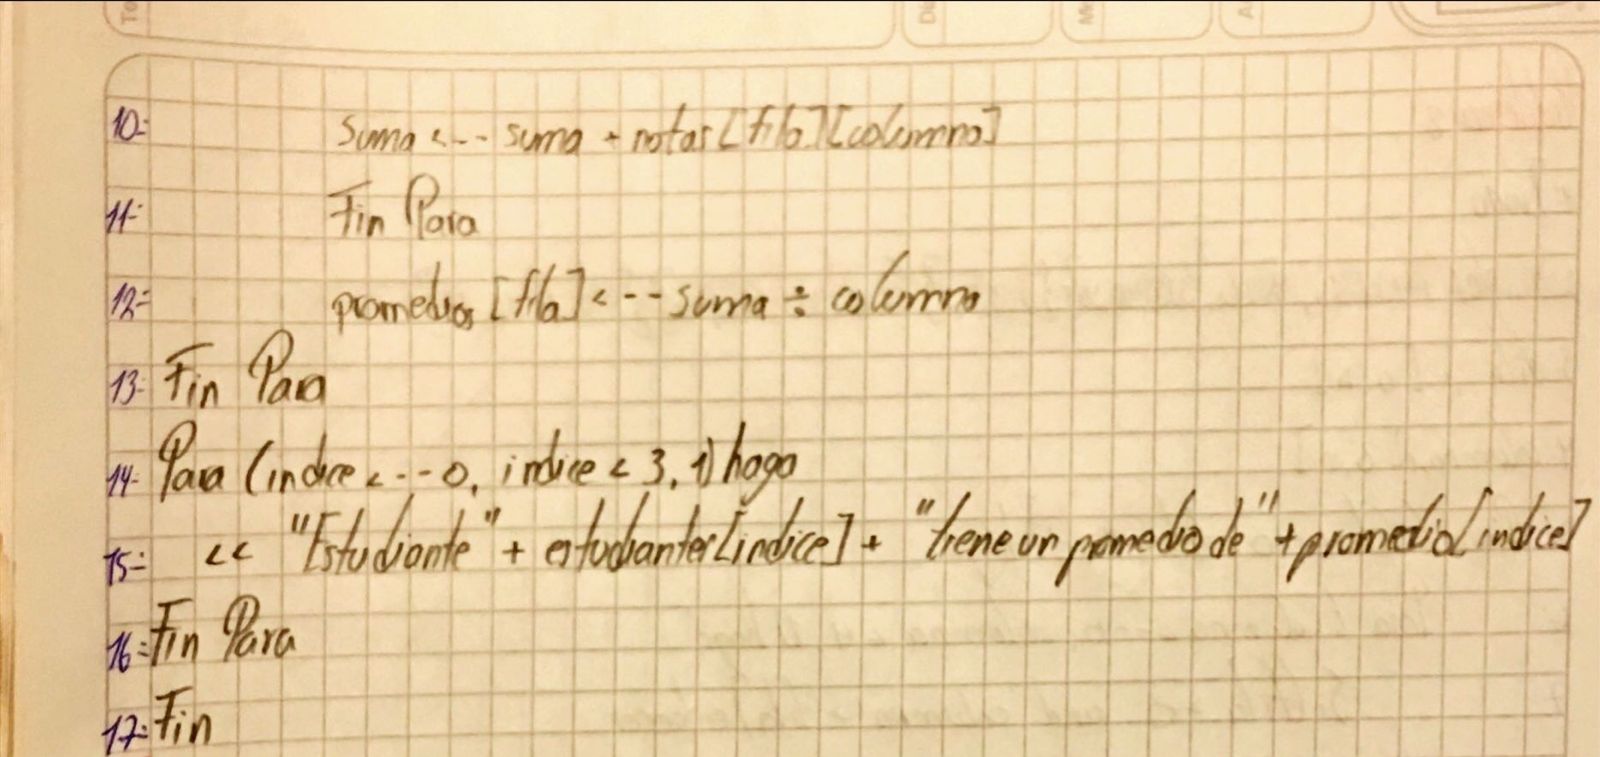 10- suma <-- suma + notas[fila][columna]
11- Fin Para
12- promedios [fila] <-- suma ÷ columna
13- Fin Para
14- Para (indice <-- 0, indice < 3, 1) haga
15- << "Estudiante" + estudiantes[indice] + "tiene un promedio de" + promedio[indice]
16- Fin Para
17- Fin